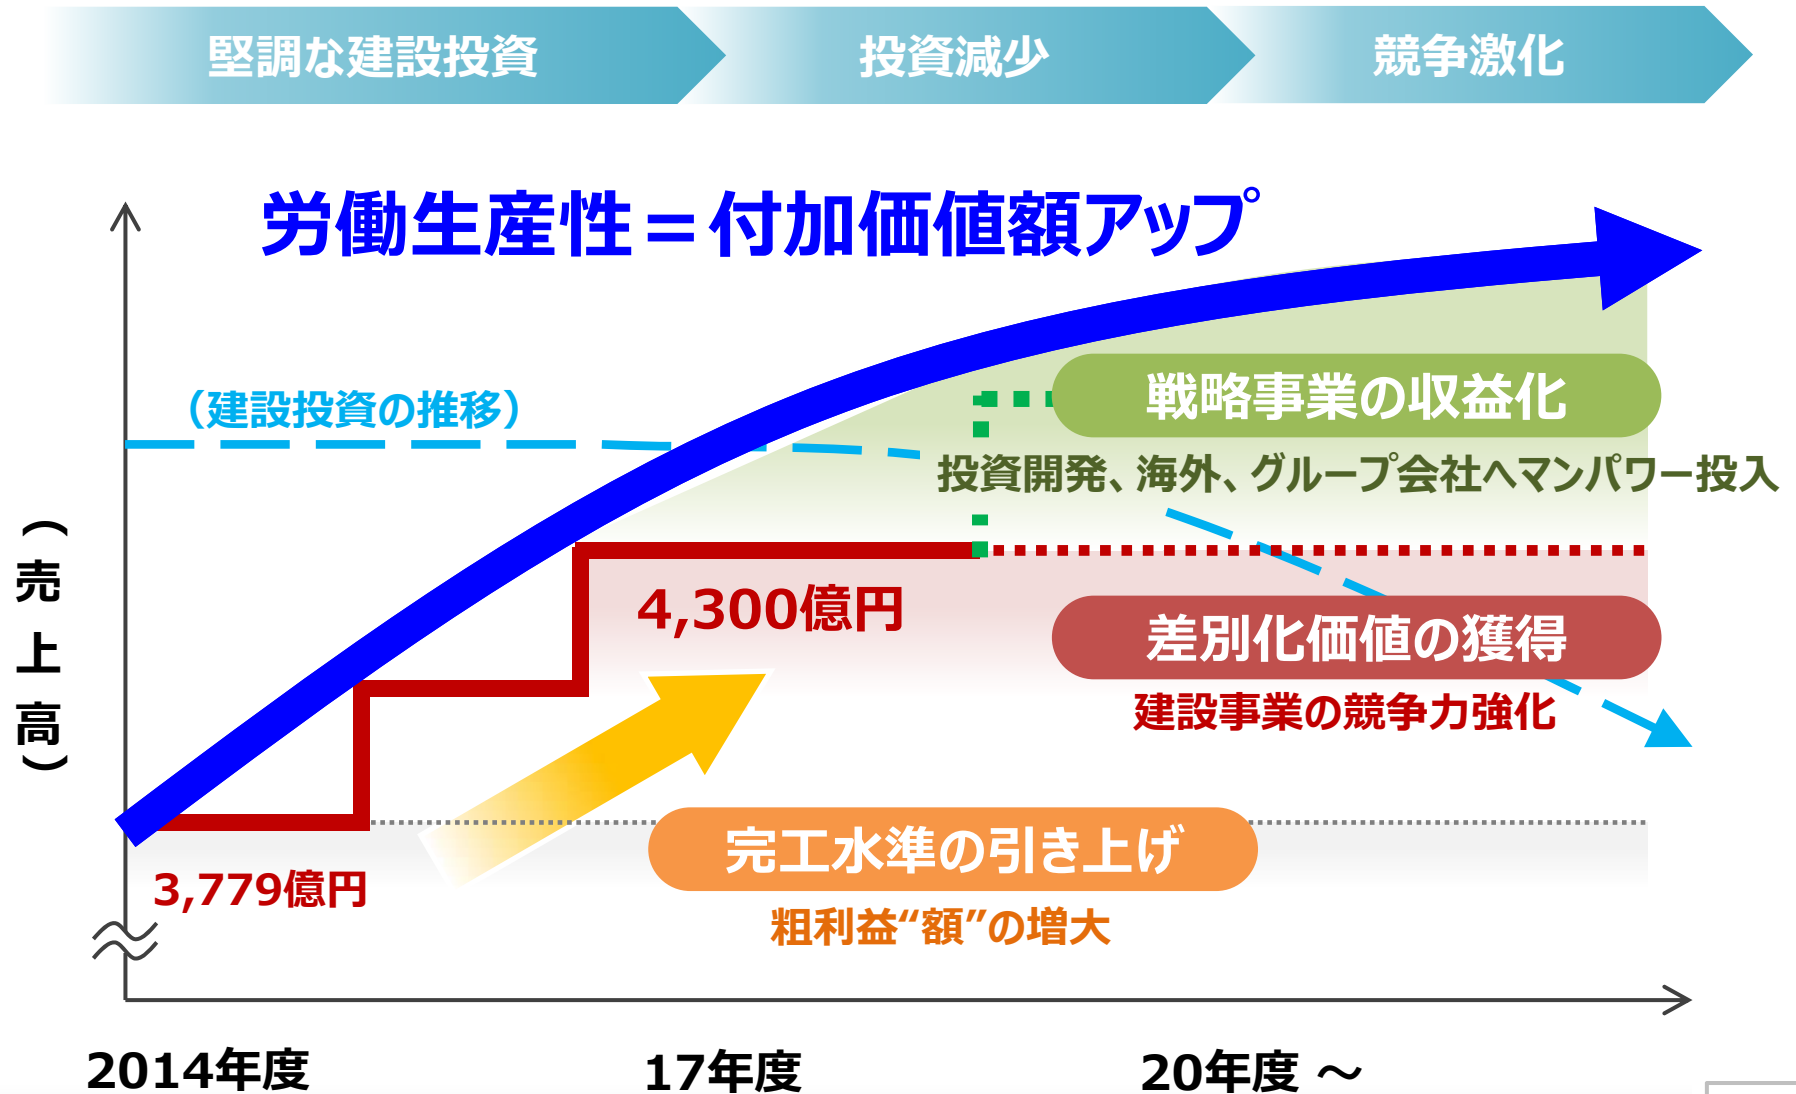 堅調な建設投資
投資減少
競争激化
労働生産性＝付加価値額アップ
（建設投資の推移）
戦略事業の収益化
投資開発、海外、グループ会社へマンパワー投入
（売上高）
4,300億円
差別化価値の獲得
建設事業の競争力強化
完工水準の引き上げ
3,779億円
粗利益“額”の増大
2014年度
17年度
20年度 ～